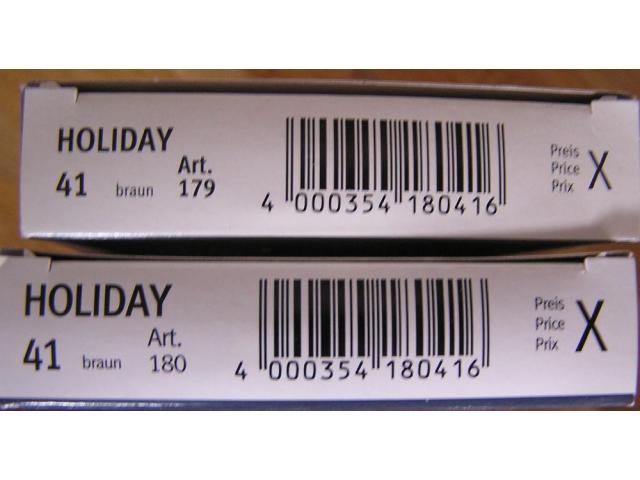 HOLIDAY
41 braun Art. 179
4 000354 180416
Preis
Price
Prix
X
HOLIDAY
41 braun Art. 180
4 000354 180416
Preis
Price
Prix
X